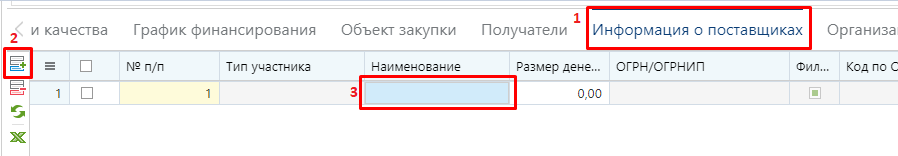 1
и качества График финансирования Объект закупки Получатели Информация о поставщиках Организа
2
№ п/п Тип участника Наименование Размер дене... ОГРН/ОГРНИП Фил... Код по О
1 1 3 0,00